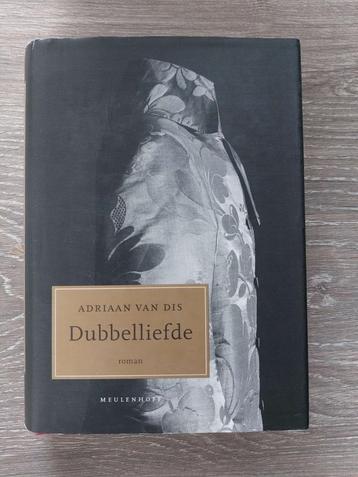 ADRIAAN VAN DIS
Dubbelliefde
roman
MEULENHOFF